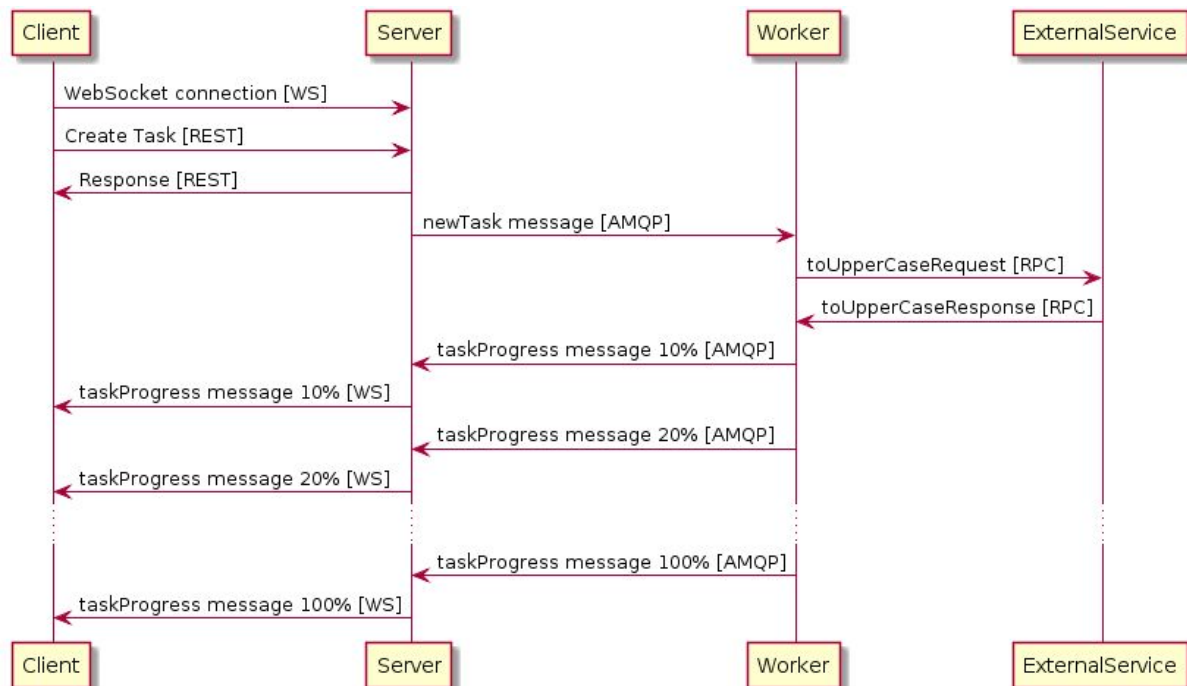 Client Server Worker ExternalService
WebSocket connection [WS]
Create Task [REST]
Response [REST]
newTask message [AMQP]
toUpperCaseRequest [RPC]
toUpperCaseResponse [RPC]
taskProgress message 10% [AMQP]
taskProgress message 10% [WS]
taskProgress message 20% [AMQP]
taskProgress message 20% [WS]
taskProgress message 100% [AMQP]
taskProgress message 100% [WS]
Client Server Worker ExternalService